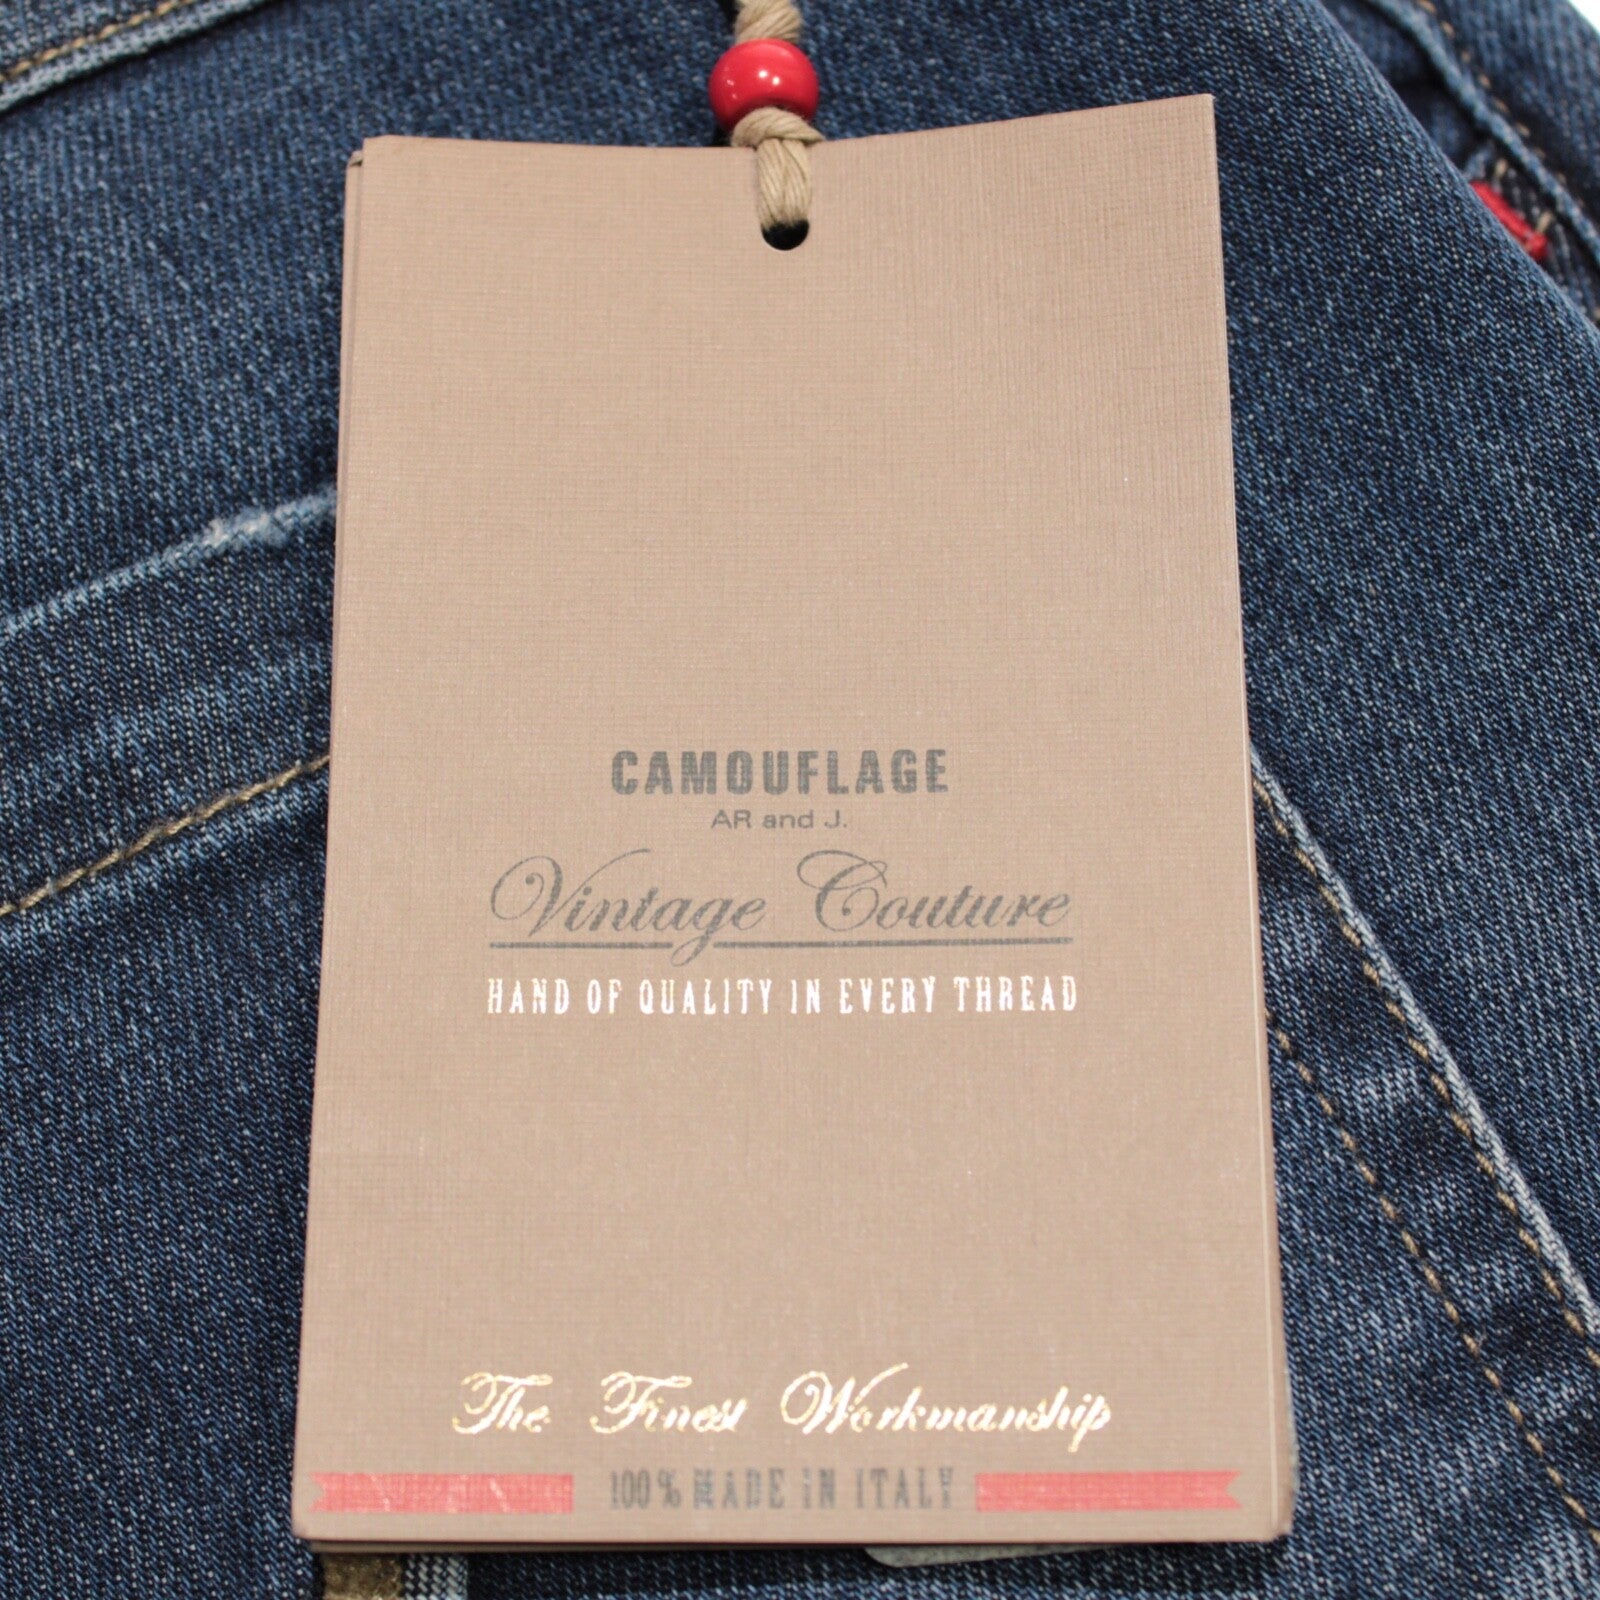 CAMOUFLAGE
AR and J.
Vintage Couture
HAND OF QUALITY IN EVERY THREAD
The Finest Workmanship
100% MADE IN ITALY